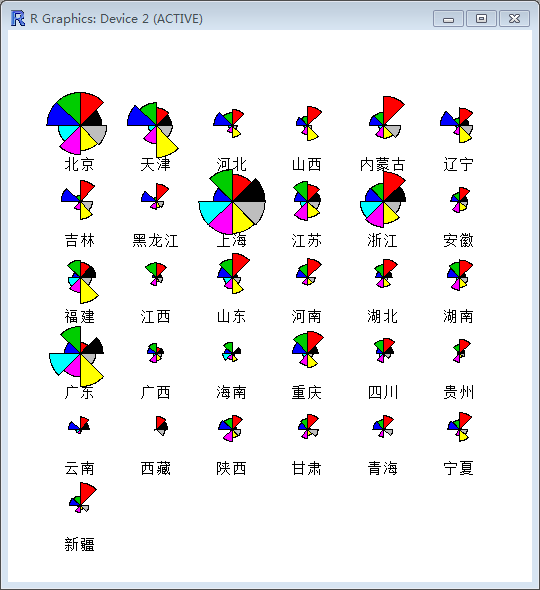 R Graphics: Device 2 (ACTIVE)
北京 天津 河北 山西 内蒙古 辽宁
吉林 黑龙江 上海 江苏 浙江 安徽
福建 江西 山东 河南 湖北 湖南
广东 广西 海南 重庆 四川 贵州
云南 西藏 陕西 甘肃 青海 宁夏
新疆